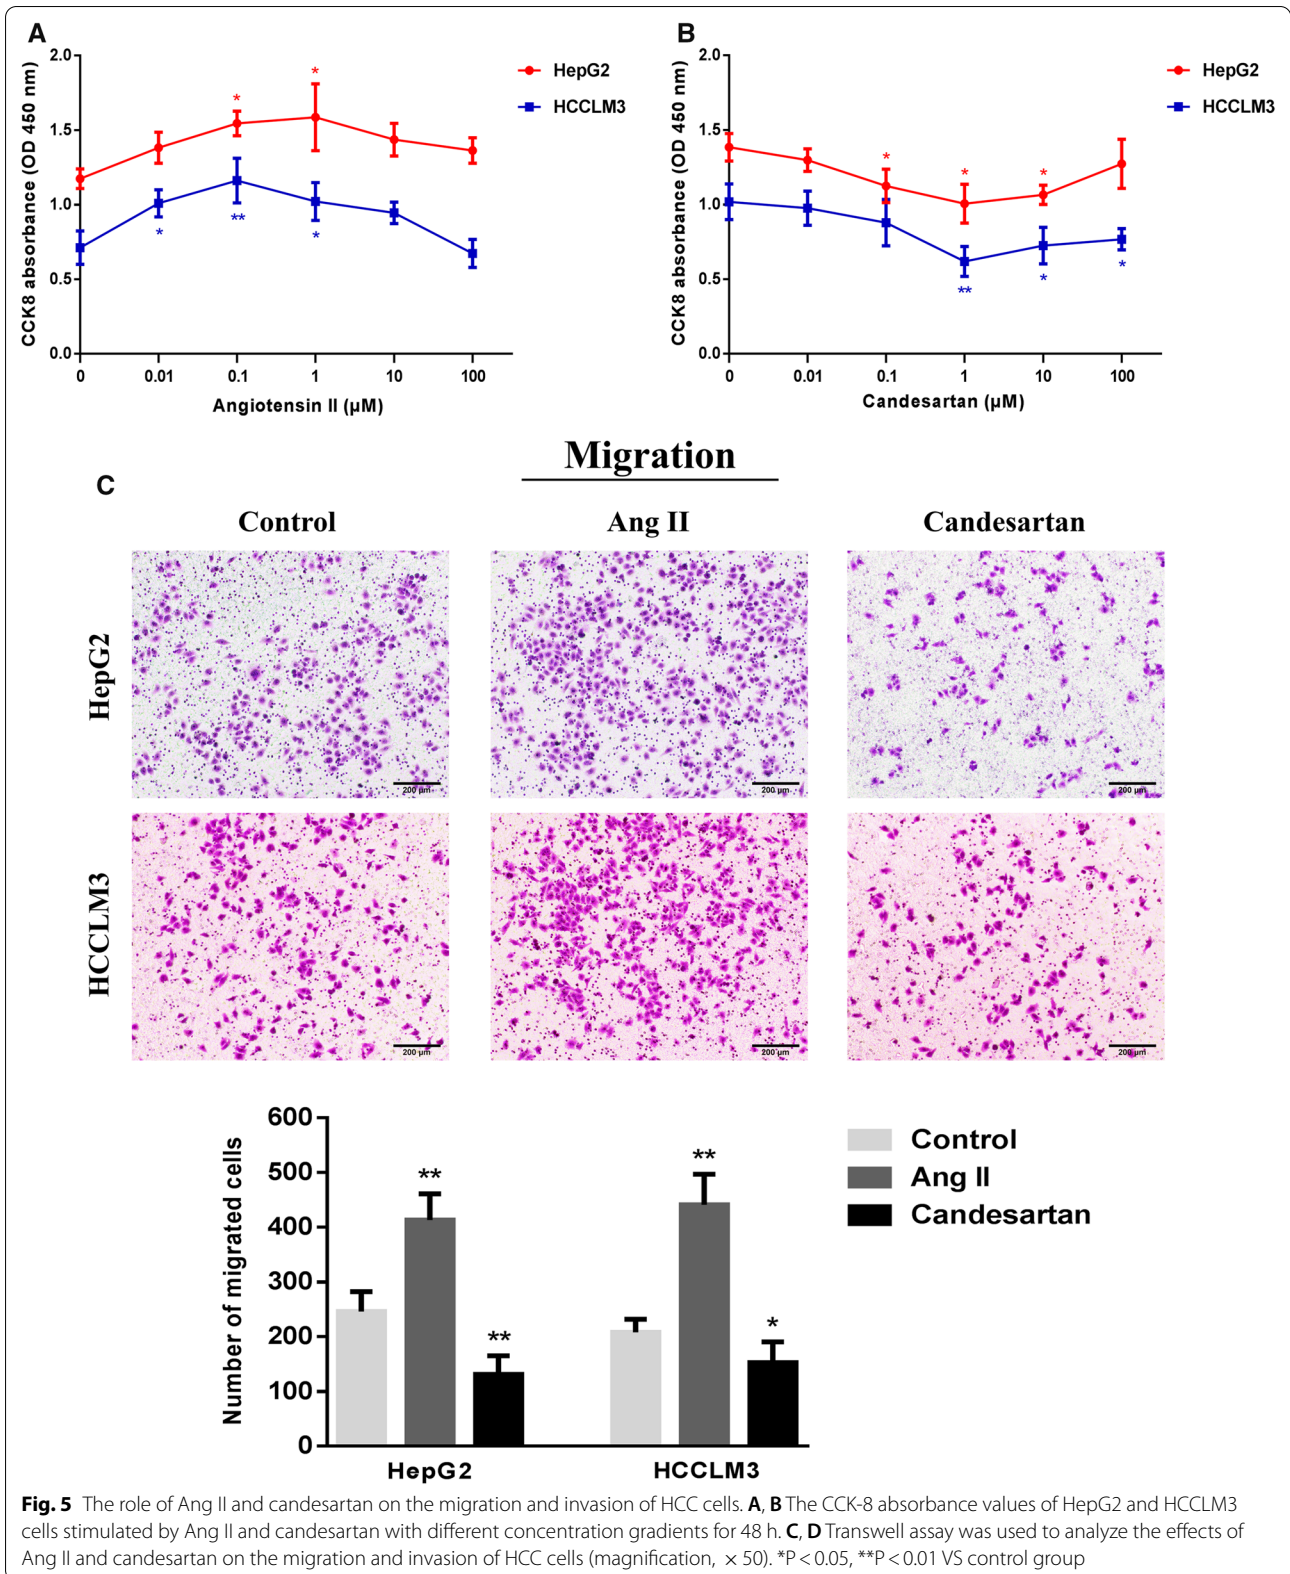 A
CCK8 absorbance (OD 450 nm)
2.0
1.5
1.0
0.5
0.0
* * * ** *
0 0.01 0.1 1 10 100
Angiotensin II (µM)
HepG2
HCCLM3
B
CCK8 absorbance (OD 450 nm)
2.0
1.5
1.0
0.5
0.0
* * * ** * *
0 0.01 0.1 1 10 100
Candesartan (µM)
HepG2
HCCLM3
Migration
C
Control Ang II Candesartan
HepG2
200 µm 200 µm 200 µm
HCCLM3
200 µm 200 µm 200 µm
Number of migrated cells
600
500
400
300
200
100
0
** ** ** *
HepG2 HCCLM3
Control
Ang II
Candesartan
Fig. 5 The role of Ang II and candesartan on the migration and invasion of HCC cells. A, B The CCK-8 absorbance values of HepG2 and HCCLM3
cells stimulated by Ang II and candesartan with different concentration gradients for 48 h. C, D Transwell assay was used to analyze the effects of
Ang II and candesartan on the migration and invasion of HCC cells (magnification, × 50). *P < 0.05, **P < 0.01 VS control group